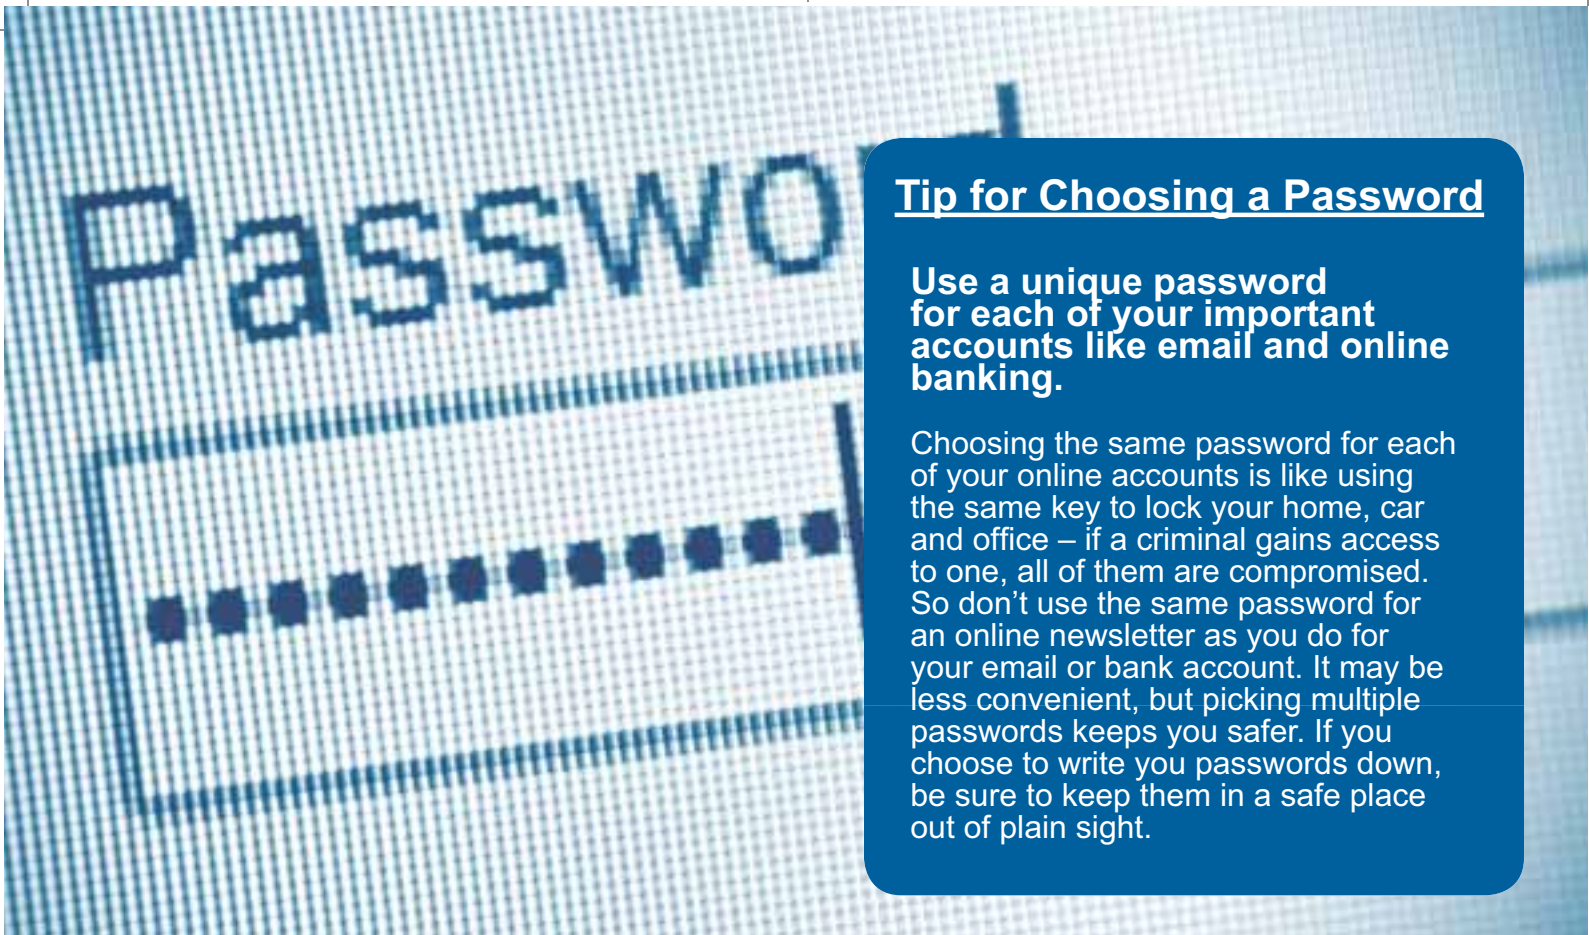 Passwor
Tip for Choosing a Password
Use a unique password
for each of your important
accounts like email and online
banking.
Choosing the same password for each
of your online accounts is like using
the same key to lock your home, car
and office – if a criminal gains access
to one, all of them are compromised.
So don’t use the same password for
an online newsletter as you do for
your email or bank account. It may be
less convenient, but picking multiple
passwords keeps you safer. If you
choose to write you passwords down,
be sure to keep them in a safe place
out of plain sight.